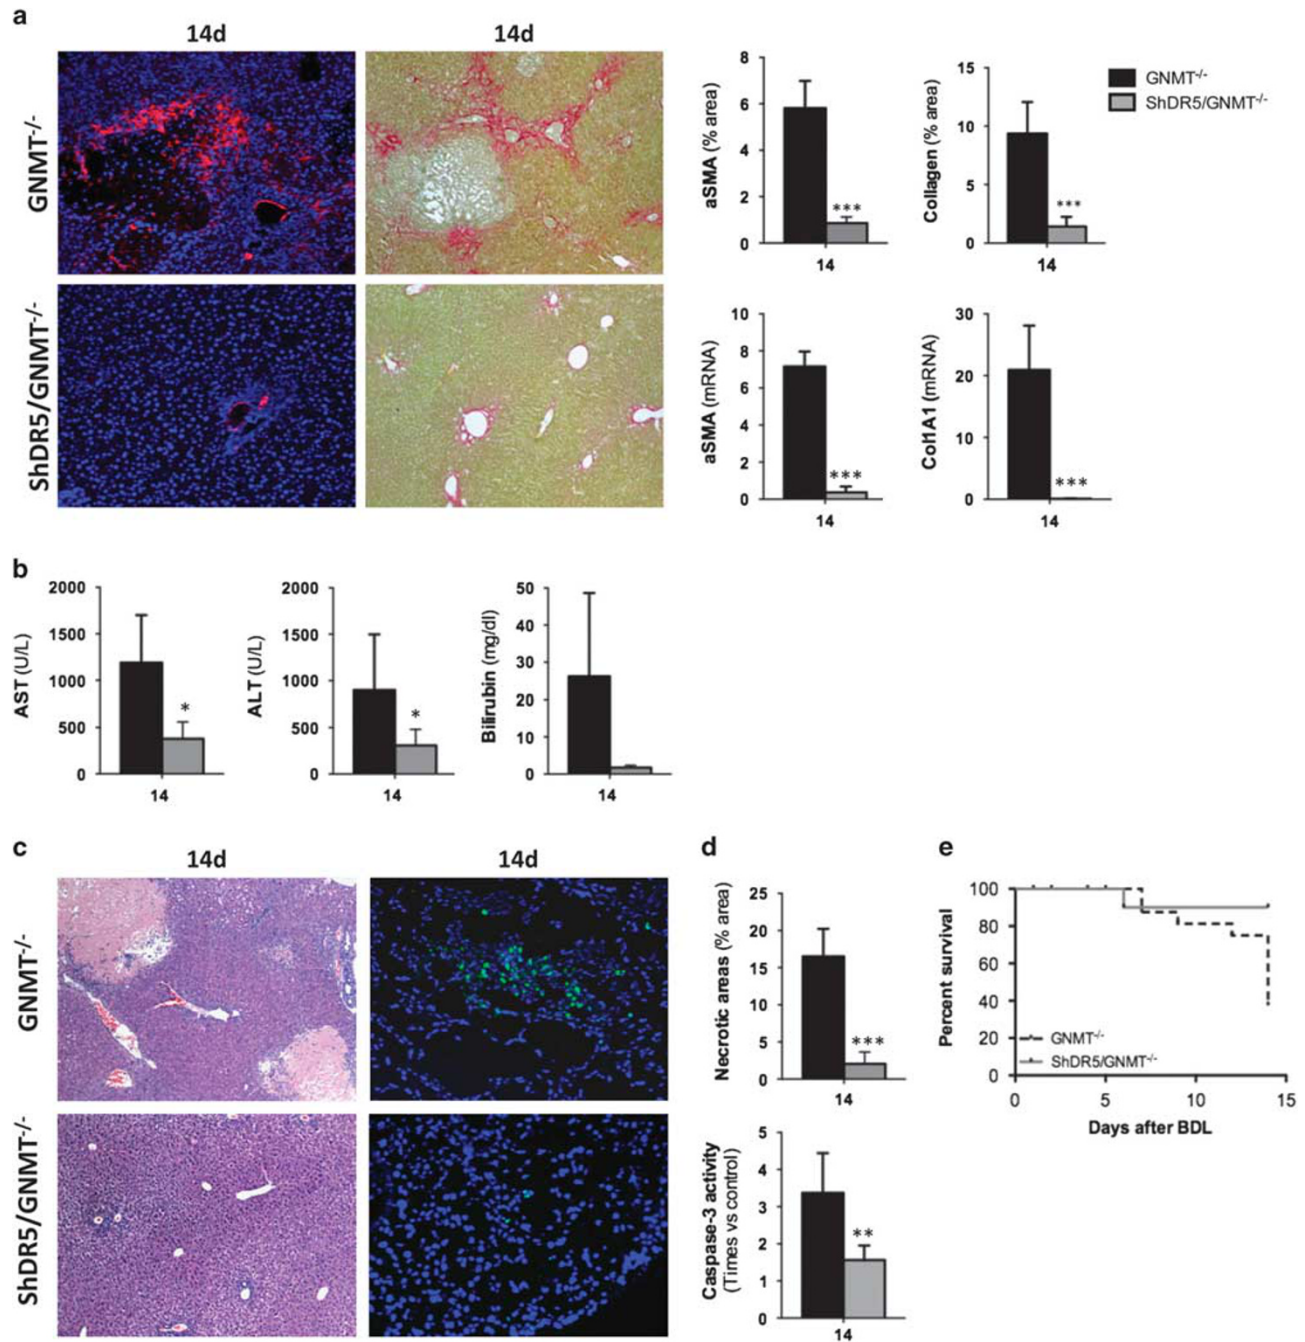 a
14d
14d
GNMT-/-
ShDR5/GNMT-/-
aSMA (% area)
8
6
4
2
0
***
14
Collagen (% area)
15
10
5
0
***
14
GNMT-/-
ShDR5/GNMT-/-
aSMA (mRNA)
10
8
6
4
2
0
***
14
Col1A1 (mRNA)
30
20
10
0
***
14
b
AST (U/L)
2000
1500
1000
500
0
*
14
ALT (U/L)
2000
1500
1000
500
0
*
14
Bilirubin (mg/dl)
50
40
30
20
10
0
14
c
14d
14d
GNMT-/-
ShDR5/GNMT-/-
d
Necrotic areas (% area)
25
20
15
10
5
0
***
14
Caspase-3 activity
(Times vs control)
5
4
3
2
1
0
**
14
e
Percent survival
100
80
60
40
20
0
GNMT-/-
ShDR5/GNMT-/-
0 5 10 15
Days after BDL